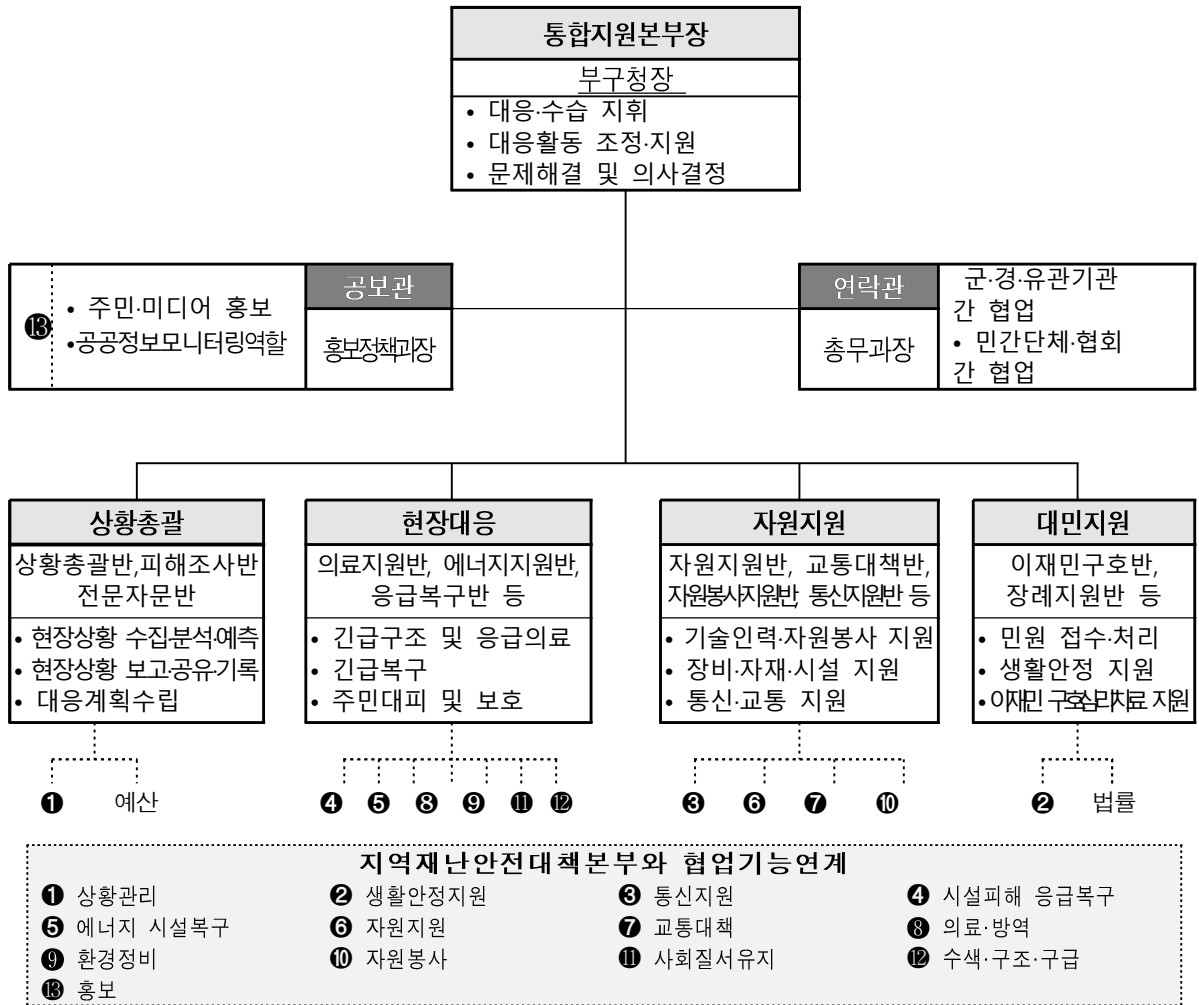 통합지원본부장
부구청장
• 대응·수습 지휘
• 대응활동 조정·지원
• 문제해결 및 의사결정
⓭
• 주민·미디어 홍보
•공공정보모니터링역할
공보관
홍보정책과장
연락관
총무과장
군·경·유관기관
간 협업
• 민간단체·협회
간 협업
상황총괄
상황총괄반,피해조사반
전문자문반
• 현장상황 수집·분석·예측
• 현장상황 보고·공유·기록
• 대응계획수립
현장대응
의료지원반, 에너지지원반,
응급복구반 등
• 긴급구조 및 응급의료
• 긴급복구
• 주민대피 및 보호
자원지원
자원지원반, 교통대책반,
자원봉사지원반, 통신지원반 등
• 기술인력·자원봉사 지원
• 장비·자재·시설 지원
• 통신·교통 지원
대민지원
이재민구호반,
장례지원반 등
• 민원 접수·처리
• 생활안정 지원
•이재민 구호·심리치료 지원
❶ 예산
❹ ❺ ❽ ❾ ⓫ ⓬
❸ ❻ ❼ ❿
❷ 법률
지역재난안전대책본부와 협업기능연계
❶ 상황관리 ❷ 생활안정지원 ❸ 통신지원 ❹ 시설피해 응급복구
❺ 에너지 시설복구 ❻ 자원지원 ❼ 교통대책 ❽ 의료·방역
❾ 환경정비 ❿ 자원봉사 ⓫ 사회질서유지 ⓬ 수색·구조·구급
⓭ 홍보